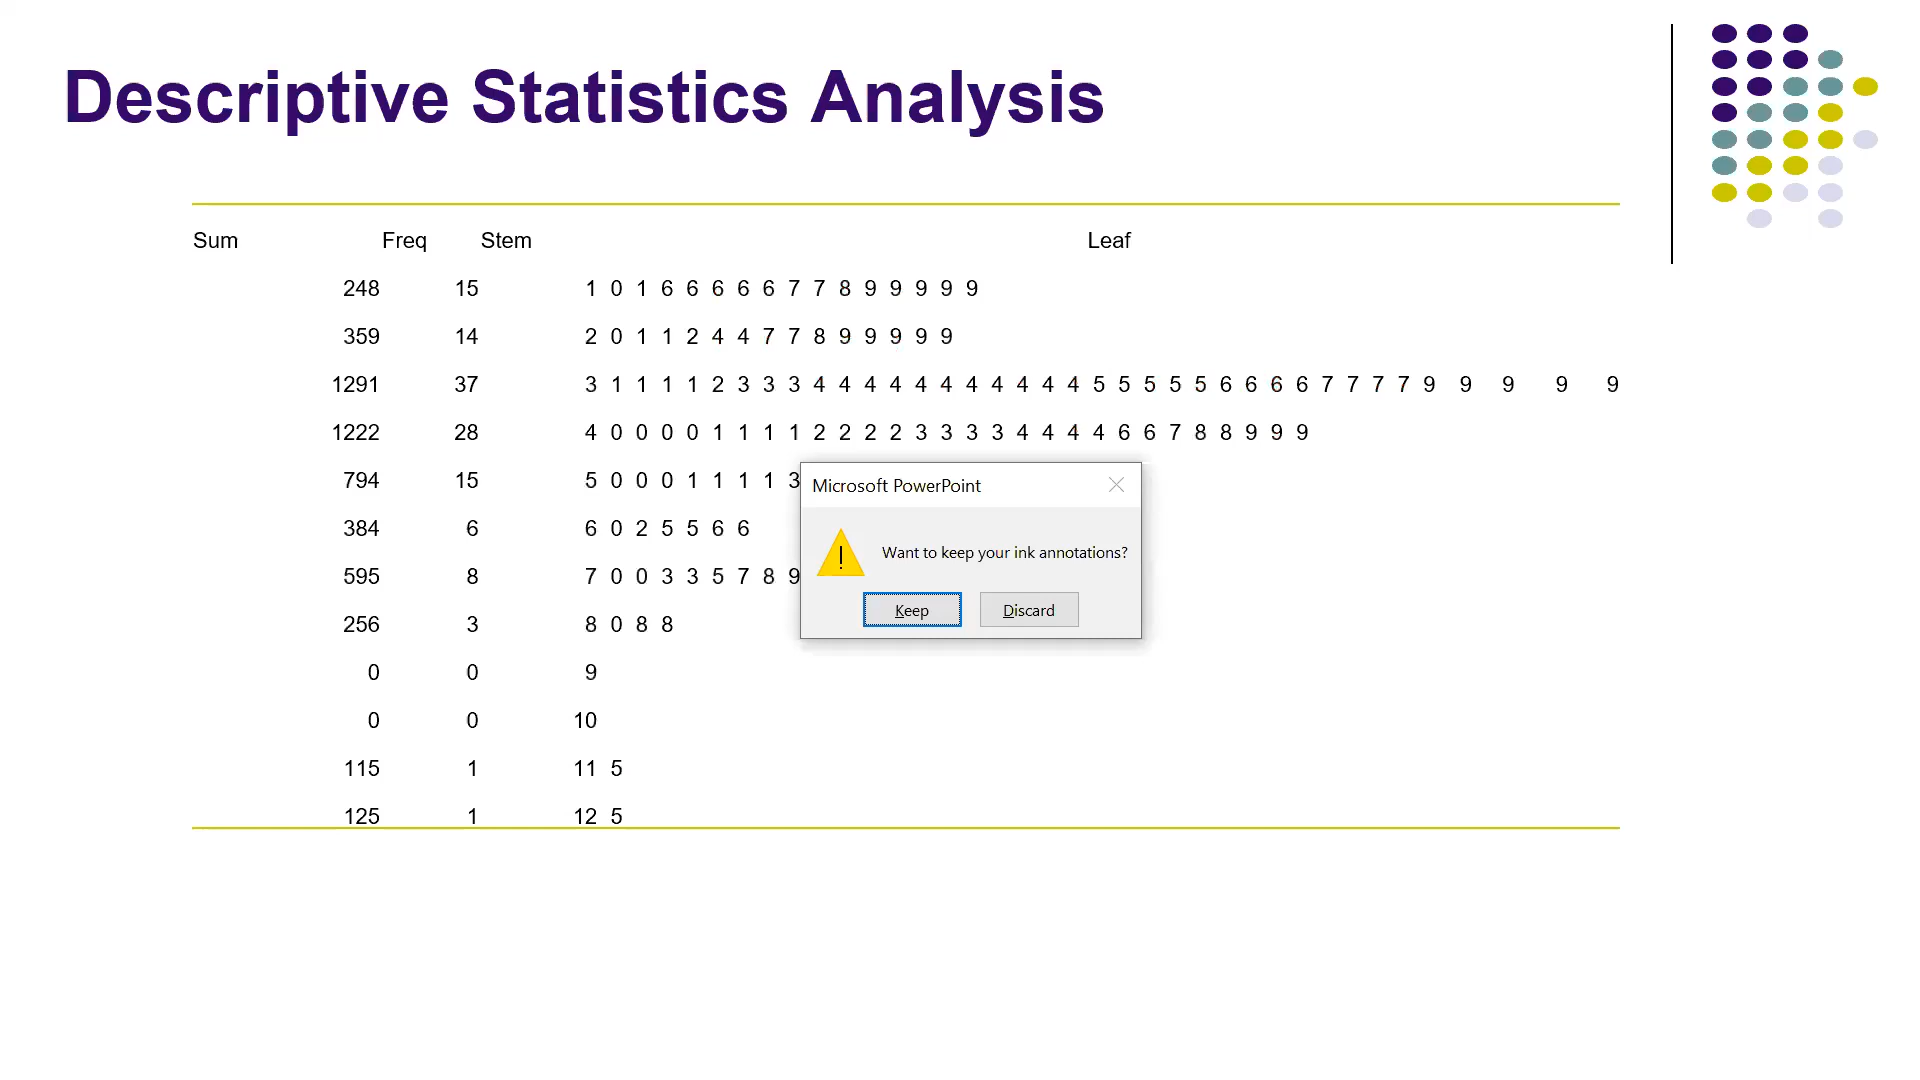 Descriptive Statistics Analysis
Sum Freq Stem Leaf
248 15 1 0 1 6 6 6 6 6 7 7 8 9 9 9 9 9
359 14 2 0 1 1 2 4 4 7 7 8 9 9 9 9 9
1291 37 3 1 1 1 1 2 3 3 3 4 4 4 4 4 4 4 4 4 4 4 5 5 5 5 5 6 6 6 6 7 7 7 7 9 9 9 9 9
1222 28 4 0 0 0 0 1 1 1 1 2 2 2 2 3 3 3 3 4 4 4 4 6 6 7 8 8 9 9 9
794 15 5 0 0 0 1 1 1 1 3
384 6 6 0 2 5 5 6 6
595 8 7 0 0 3 3 5 7 8 9
256 3 8 0 8 8
0 0 9
0 0 10
115 1 11 5
125 1 12 5
Microsoft PowerPoint
Want to keep your ink annotations?
Keep Discard